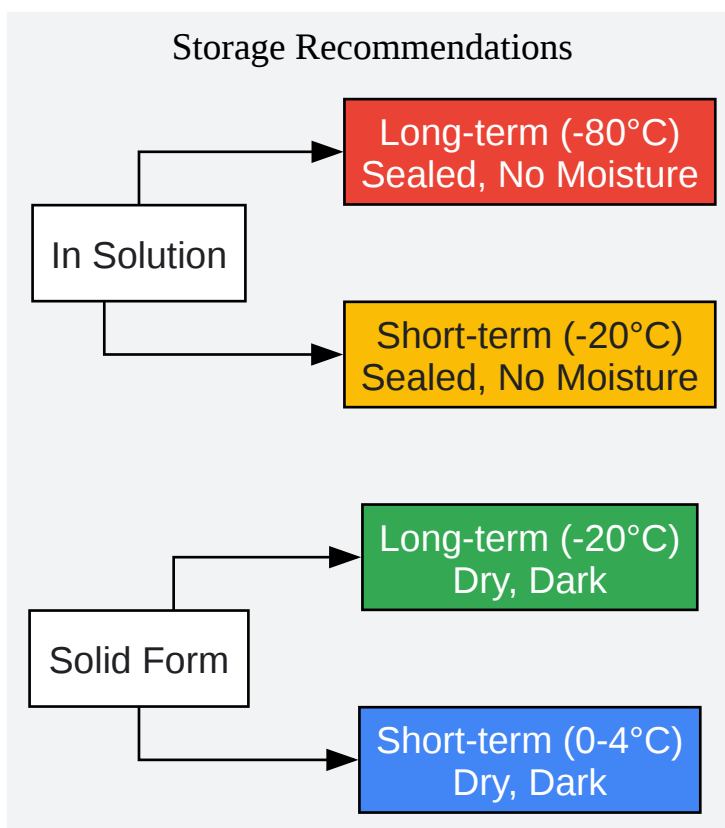 Storage Recommendations
Long-term (-80°C)
Sealed, No Moisture
In Solution
Short-term (-20°C)
Sealed, No Moisture
Long-term (-20°C)
Dry, Dark
Solid Form
Short-term (0-4°C)
Dry, Dark